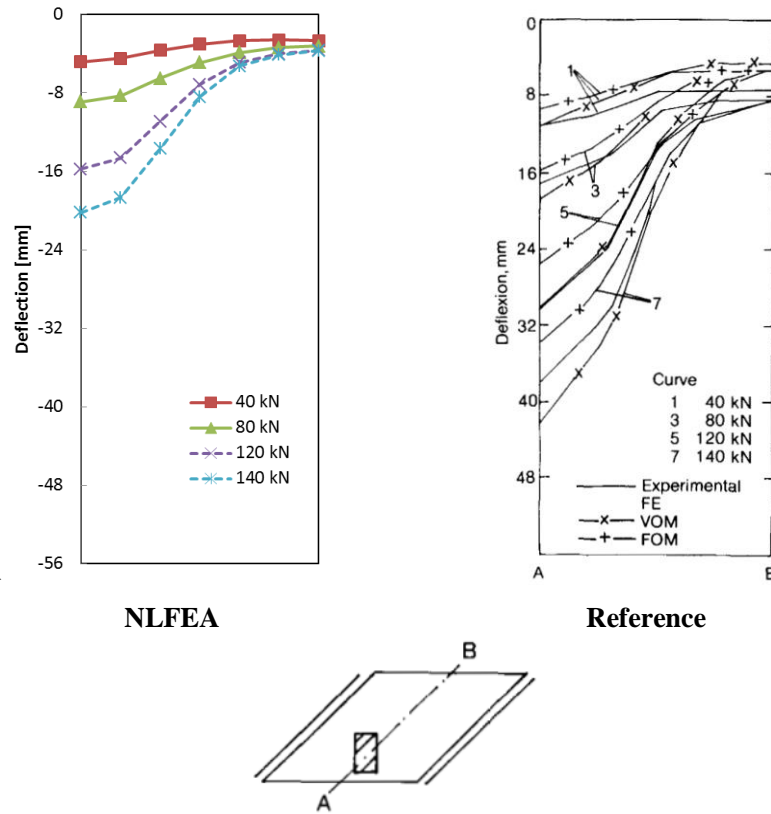 0
-8
-16
-24
-32
-40
-48
-56
Deflection [mm]
40 kN
80 kN
120 kN
140 kN
NLFEA
0
8
16
24
32
40
48
Deflexion, mm
1
3
5
7
Curve
1 40 kN
3 80 kN
5 120 kN
7 140 kN
Experimental
FE
VOM
FOM
A
Reference
B
A